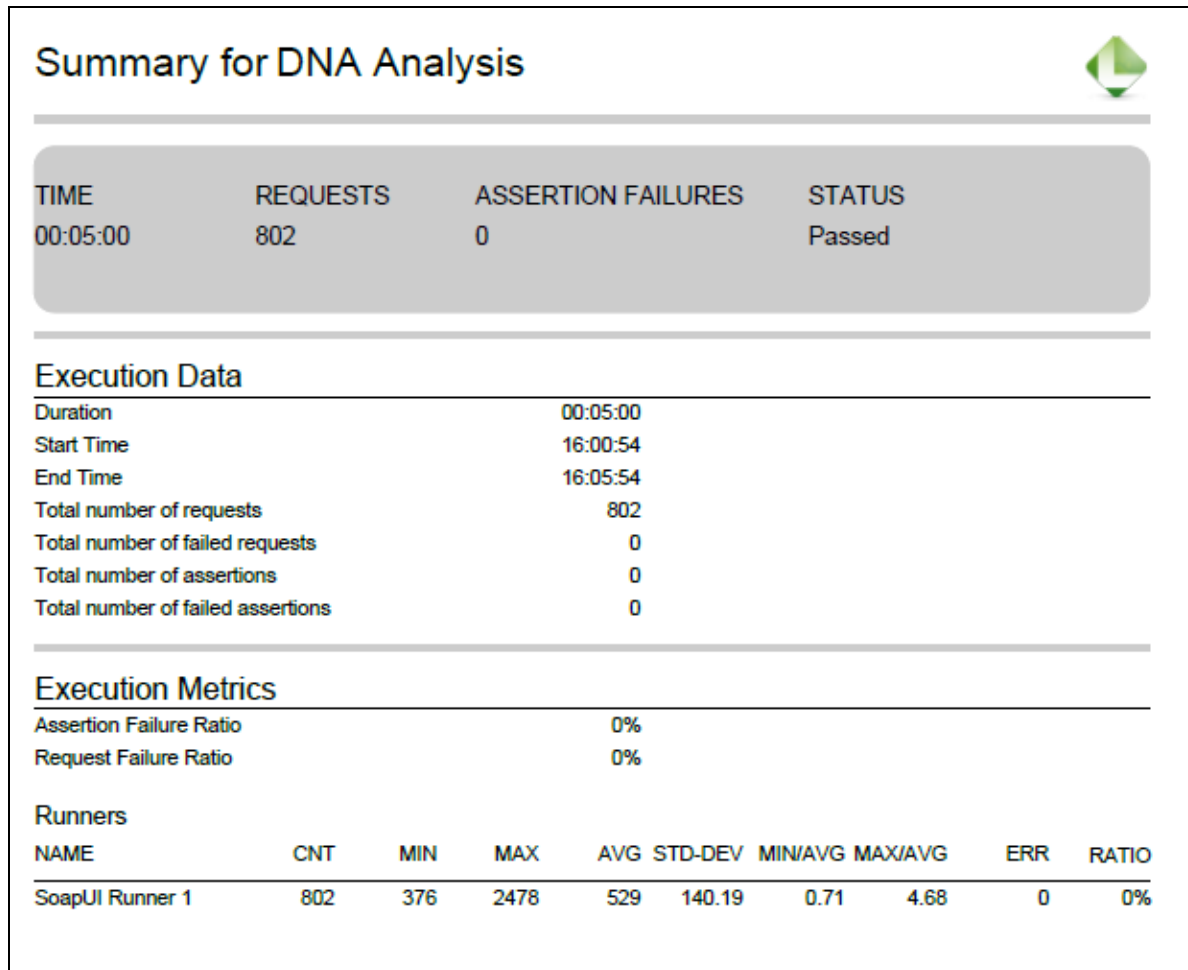 Summary for DNA Analysis
TIME REQUESTS ASSERTION FAILURES STATUS
00:05:00 802 0 Passed
Execution Data
Duration 00:05:00
Start Time 16:00:54
End Time 16:05:54
Total number of requests 802
Total number of failed requests 0
Total number of assertions 0
Total number of failed assertions 0
Execution Metrics
Assertion Failure Ratio 0%
Request Failure Ratio 0%
Runners
NAME CNT MIN MAX AVG STD-DEV MIN/AVG MAX/AVG ERR RATIO
SoapUI Runner 1 802 376 2478 529 140.19 0.71 4.68 0 0%